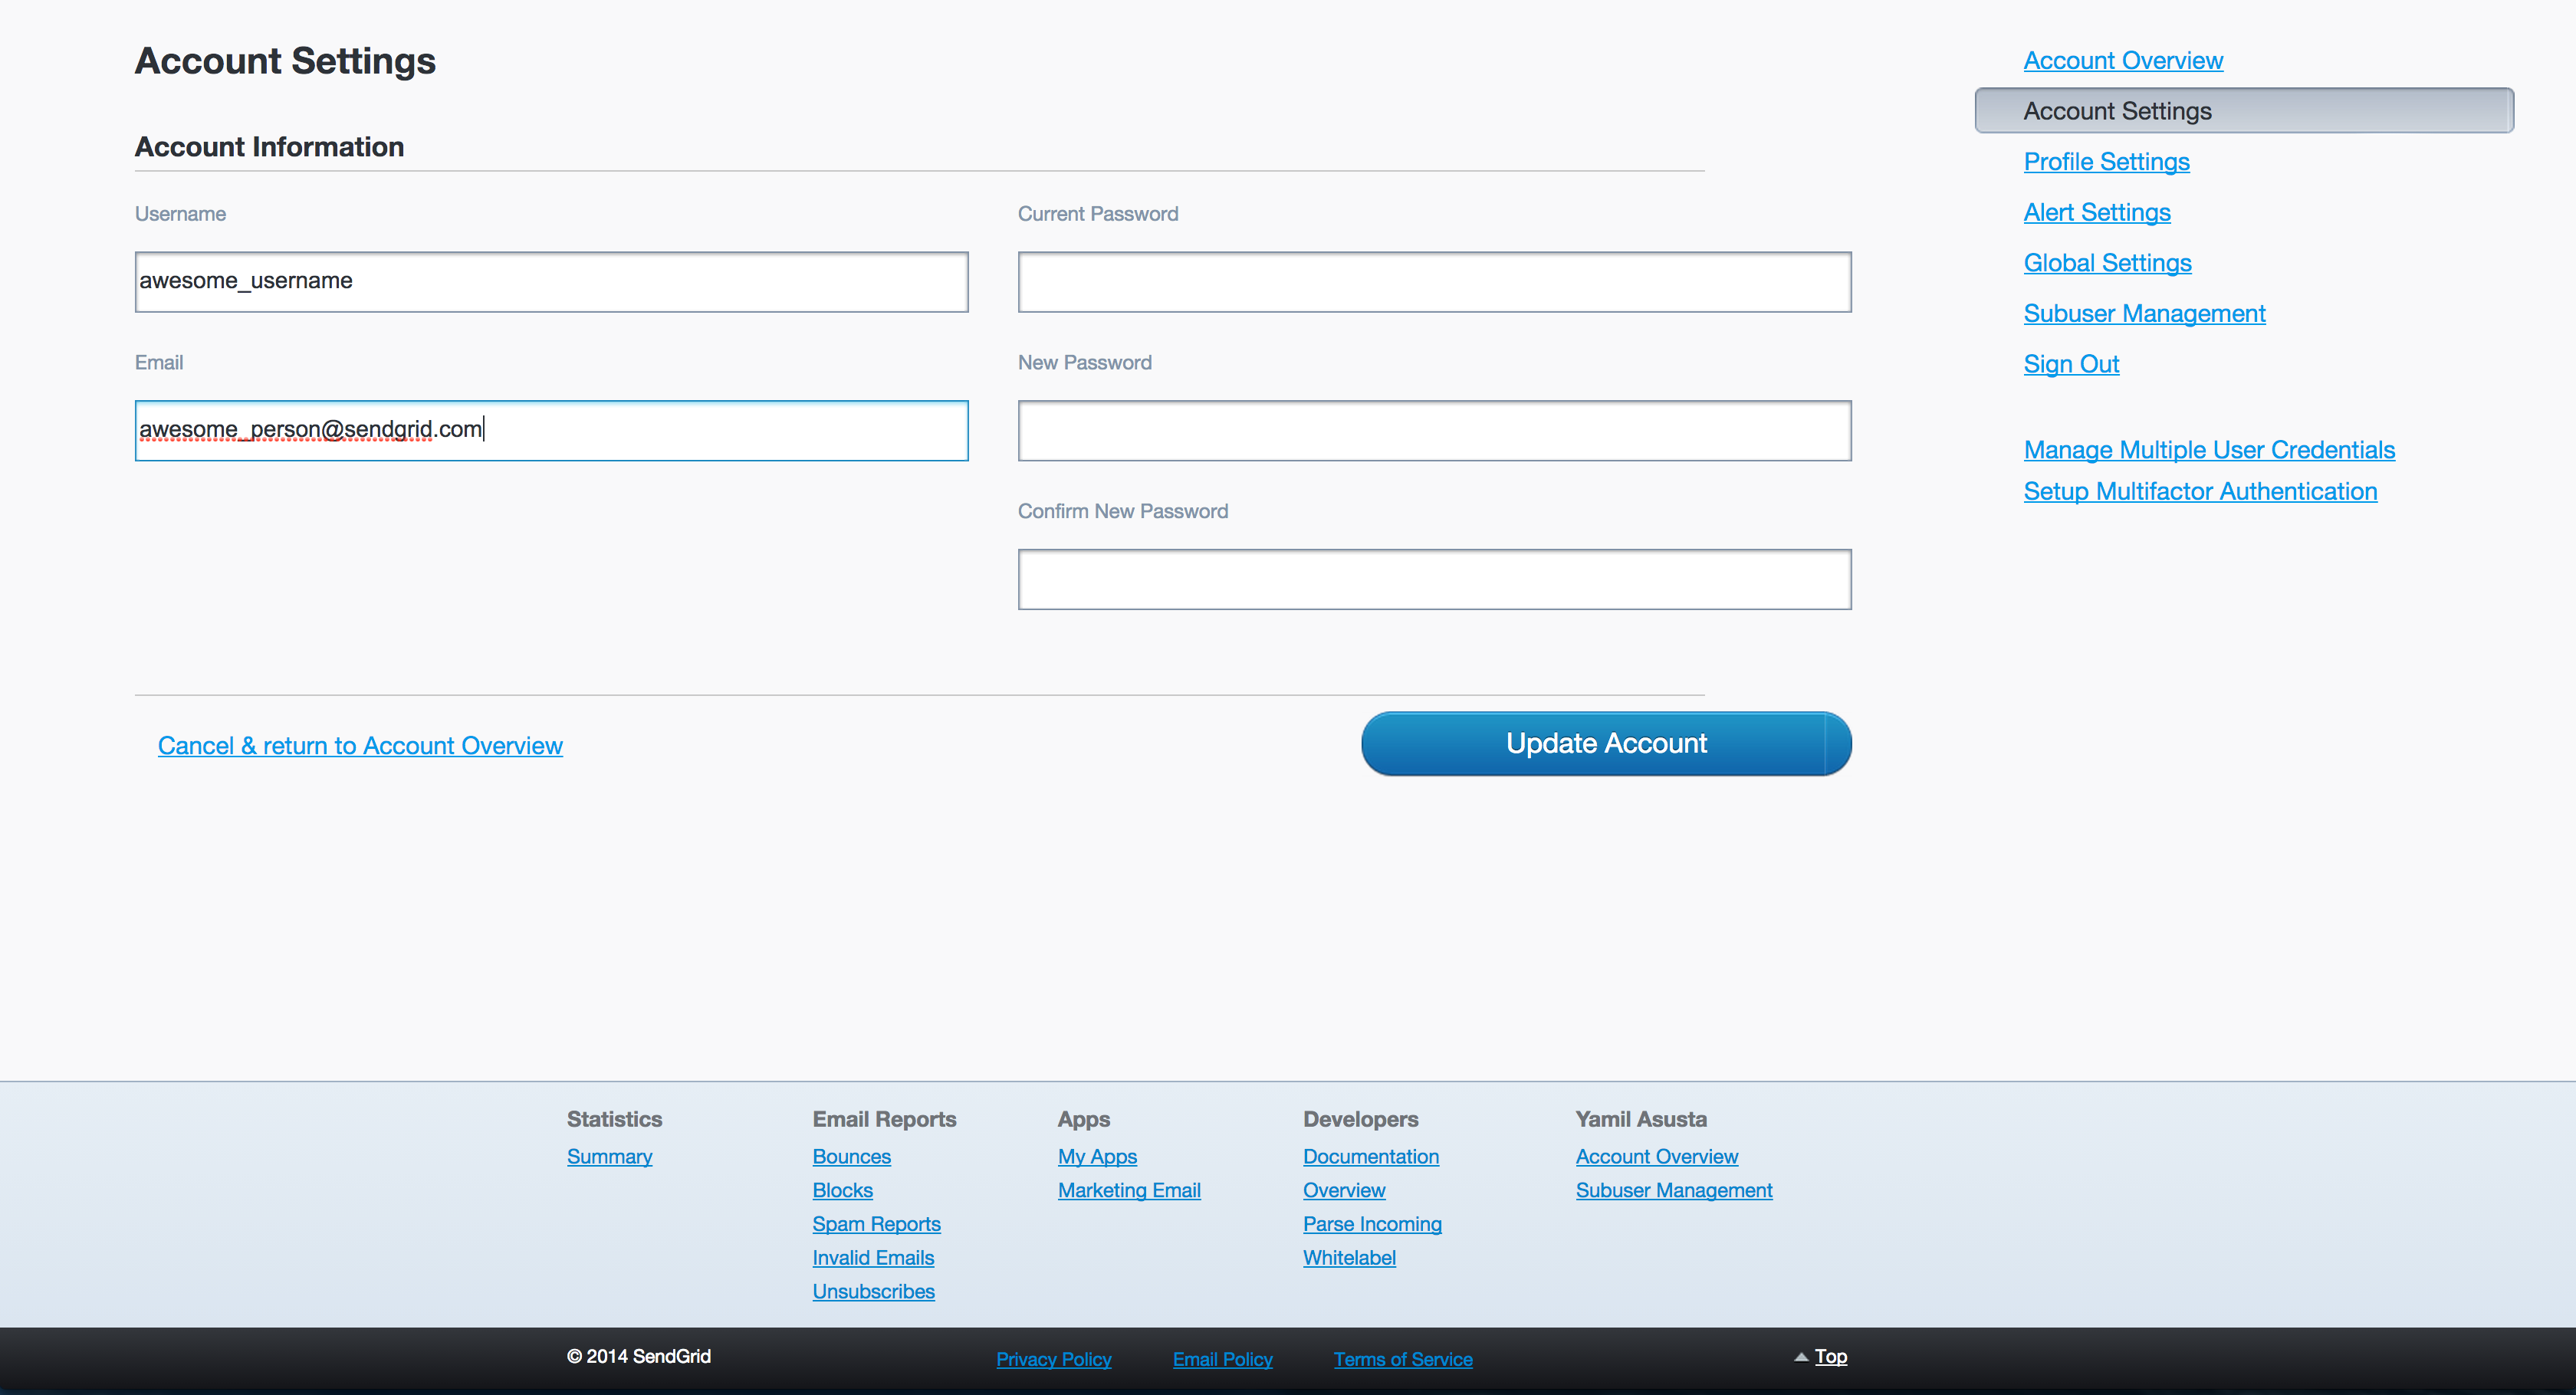 Account Settings
Account Information
Username
awesome_username
Email
awesome_person@sendgrid.com
Current Password
New Password
Confirm New Password
Cancel & return to Account Overview
Update Account
Account Overview
Account Settings
Profile Settings
Alert Settings
Global Settings
Subuser Management
Sign Out
Manage Multiple User Credentials
Setup Multifactor Authentication
Statistics
Summary
Email Reports
Bounces
Blocks
Spam Reports
Invalid Emails
Unsubscribes
Apps
My Apps
Marketing Email
Developers
Documentation
Overview
Parse Incoming
Whitelabel
Yamil Asusta
Account Overview
Subuser Management
© 2014 SendGrid
Privacy Policy
Email Policy
Terms of Service
Top